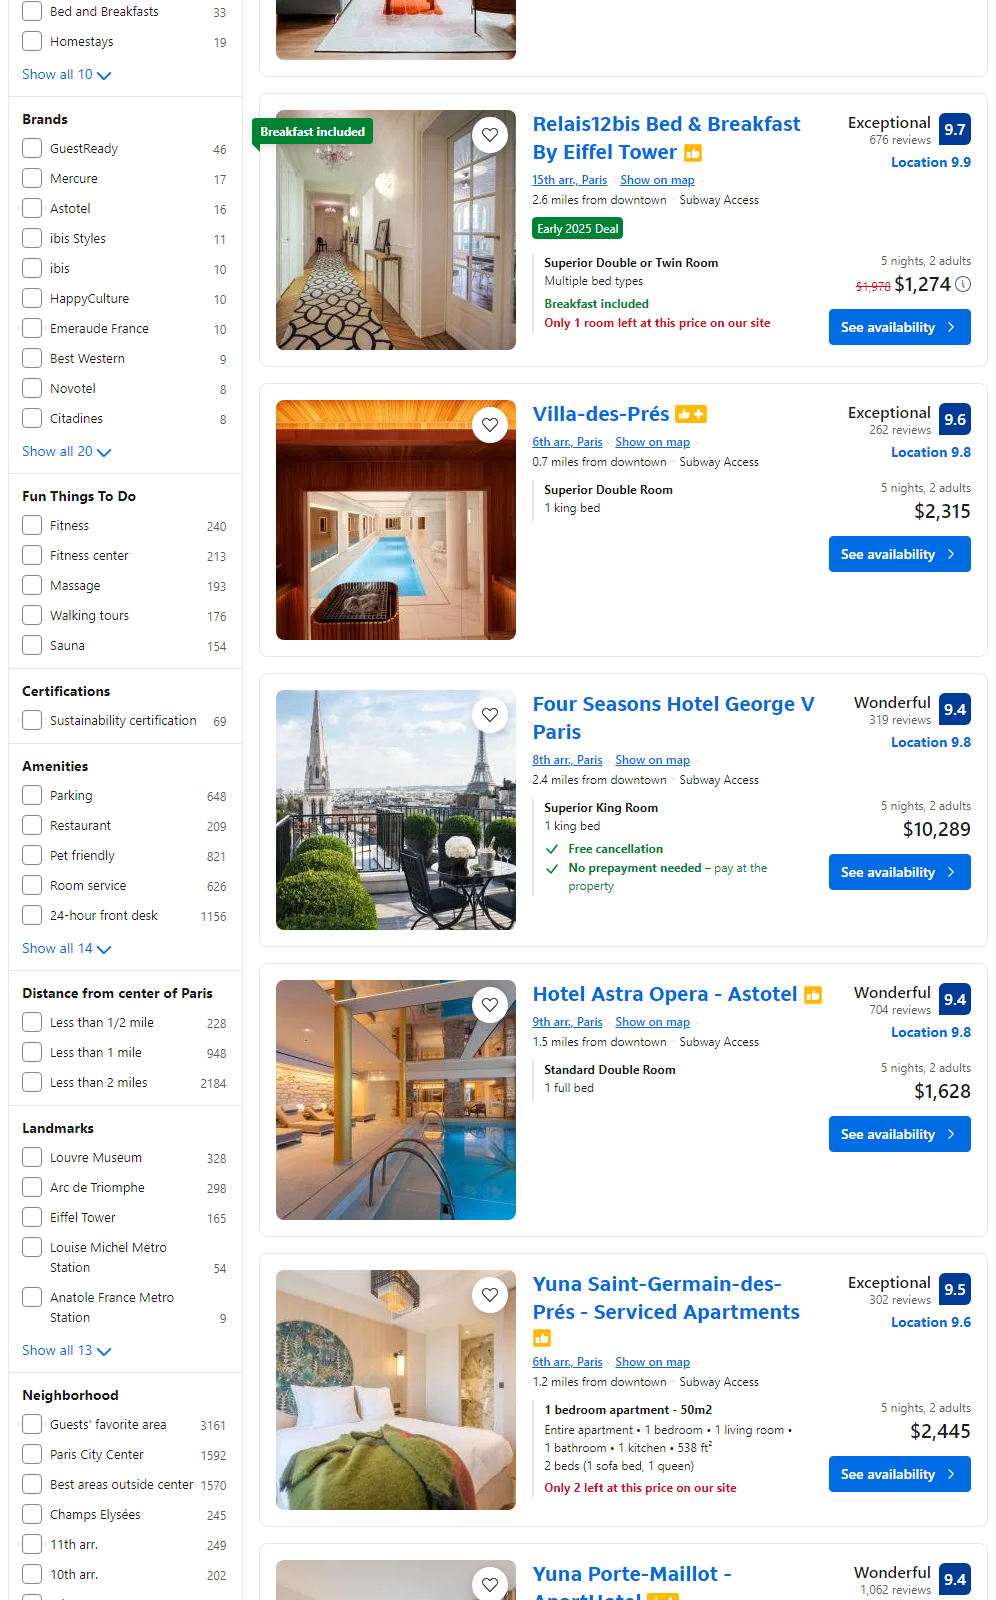 Bed and Breakfasts 33
Homestays 19
Show all 10
Brands
GuestReady 46
Mercure 17
Astotel 16
ibis Styles 11
ibis 10
HappyCulture 10
Emeraude France 10
Best Western 9
Novotel 8
Citadines 8
Show all 20
Fun Things To Do
Fitness 240
Fitness center 213
Massage 193
Walking tours 176
Sauna 154
Certifications
Sustainability certification 69
Amenities
Parking 648
Restaurant 209
Pet friendly 821
Room service 626
24-hour front desk 1156
Show all 14
Distance from center of Paris
Less than 1/2 mile 228
Less than 1 mile 948
Less than 2 miles 2184
Landmarks
Louvre Museum 328
Arc de Triomphe 298
Eiffel Tower 165
Louise Michel Metro
Station 54
Anatole France Metro
Station 9
Show all 13
Neighborhood
Guests' favorite area 3161
Paris City Center 1592
Best areas outside center 1570
Champs Elysées 245
11th arr. 249
10th arr. 202
Breakfast included
Relais12bis Bed & Breakfast
By Eiffel Tower
15th arr., Paris · Show on map ·
2.6 miles from downtown · Subway Access
Early 2025 Deal
Superior Double or Twin Room
Multiple bed types
Breakfast included
Only 1 room left at this price on our site
Exceptional 9.7
676 reviews
Location 9.9
5 nights, 2 adults
$1,978 $1,274
See availability
Villa-des-Prés
6th arr., Paris · Show on map ·
0.7 miles from downtown · Subway Access
Superior Double Room
1 king bed
Exceptional 9.6
262 reviews
Location 9.8
5 nights, 2 adults
$2,315
See availability
Four Seasons Hotel George V
Paris
8th arr., Paris · Show on map ·
2.4 miles from downtown · Subway Access
Superior King Room
1 king bed
Free cancellation
No prepayment needed – pay at the
property
Wonderful 9.4
319 reviews
Location 9.8
5 nights, 2 adults
$10,289
See availability
Hotel Astra Opera - Astotel
9th arr., Paris · Show on map ·
1.5 miles from downtown · Subway Access
Standard Double Room
1 full bed
Wonderful 9.4
704 reviews
Location 9.8
5 nights, 2 adults
$1,628
See availability
Yuna Saint-Germain-des-
Prés - Serviced Apartments
6th arr., Paris · Show on map ·
1.2 miles from downtown · Subway Access
1 bedroom apartment - 50m2
Entire apartment • 1 bedroom • 1 living room •
1 bathroom • 1 kitchen • 538 ft²
2 beds (1 sofa bed, 1 queen)
Only 2 left at this price on our site
Exceptional 9.5
302 reviews
Location 9.6
5 nights, 2 adults
$2,445
See availability
Yuna Porte-Maillot -
ApartHotel
Wonderful 9.4
1,062 reviews